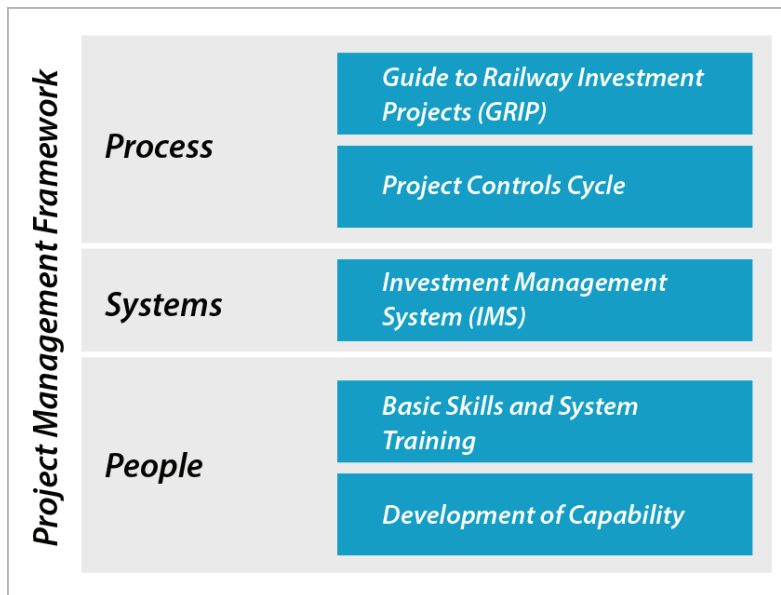 Project Management Framework
Process
Guide to Railway Investment
Projects (GRIP)
Project Controls Cycle
Systems
Investment Management
System (IMS)
People
Basic Skills and System
Training
Development of Capability